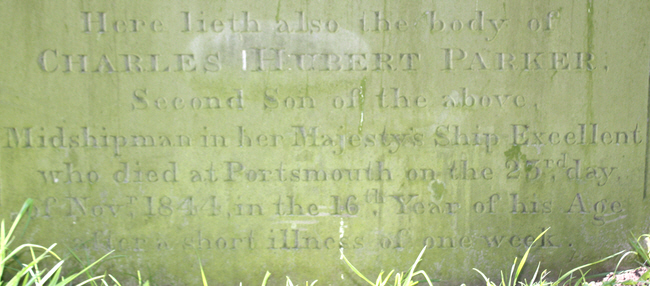 Here lieth also the body of
CHARLES HUBERT PARKER,
Second Son of the above,
Midshipman in her Majesty's Ship Excellent
who died at Portsmouth on the 23rd day,
of Novr. 1844, in the 16th Year of his Age
after a short illness of one week.